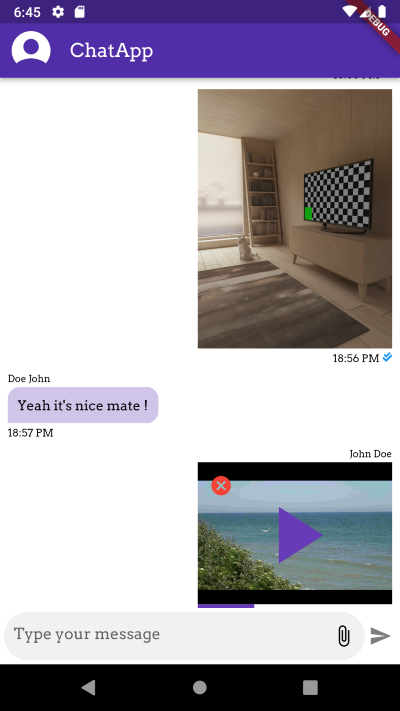 6:45
DEBUG
ChatApp
18:56 PM
Doe John
Yeah it's nice mate !
18:57 PM
John Doe
Type your message